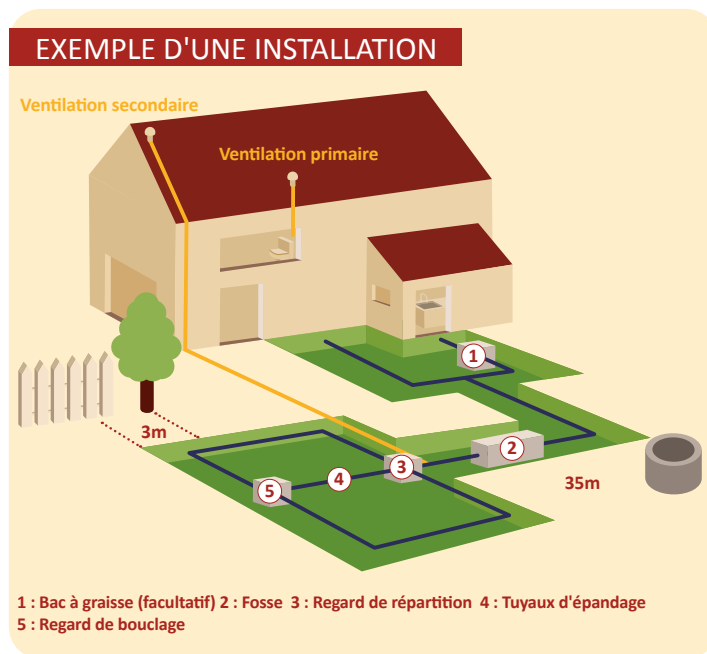 EXEMPLE D'UNE INSTALLATION
Ventilation secondaire
Ventilation primaire
1
3m
2
3
35m
4
5
1 : Bac à graisse (facultatif) 2 : Fosse 3 : Regard de répartition 4 : Tuyaux d'épandage
5 : Regard de bouclage